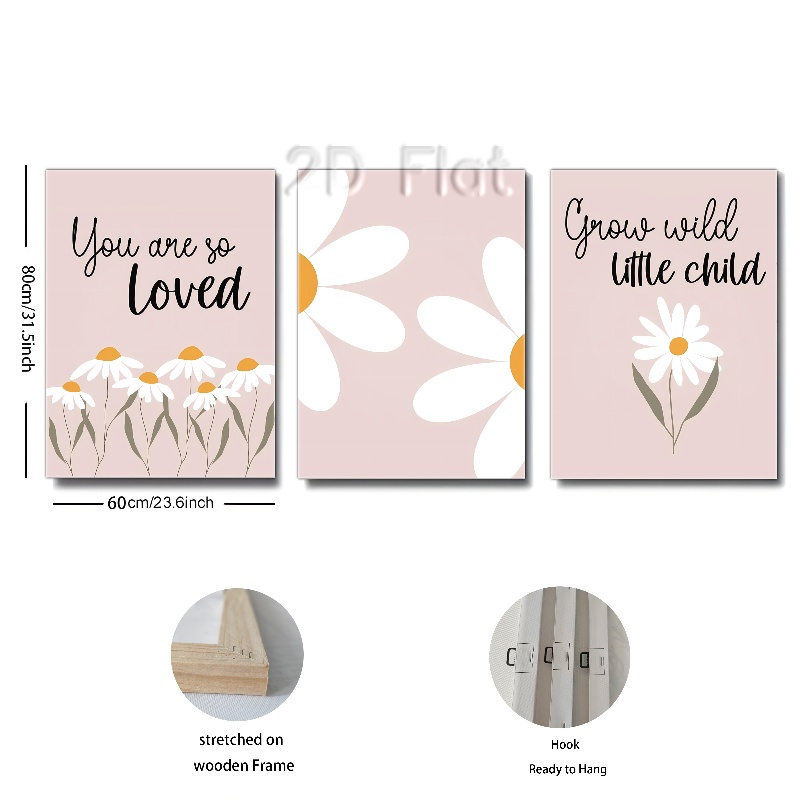 2D Flat
You are so
loved
Grow wild
little child
80cm/31.5inch
60cm/23.6inch
stretched on
wooden Frame
Hook
Ready to Hang